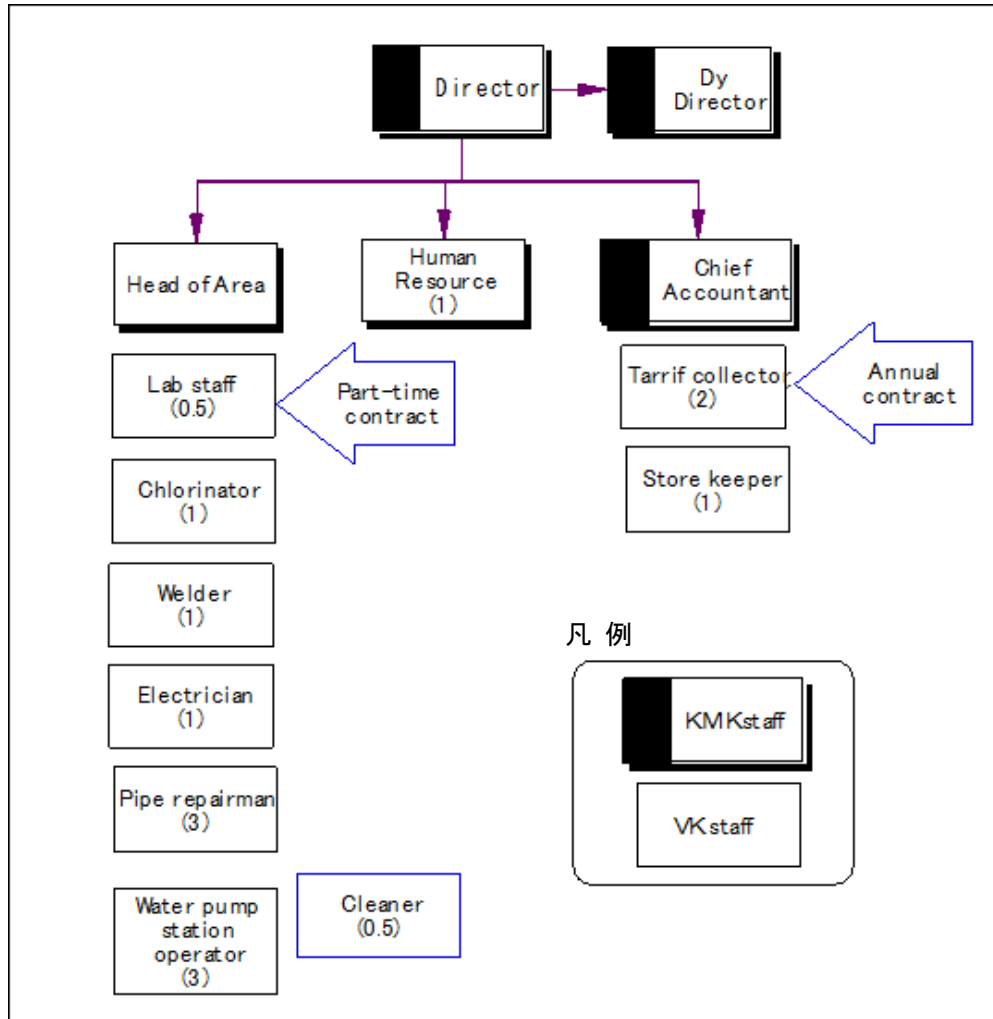 Director
Dy
Director
Head of Area
Human
Resource
(1)
Chief
Accountant
Lab staff
(0.5)
Part-time
contract
Tarrif collector
(2)
Annual
contract
Chlorinator
(1)
Store keeper
(1)
Welder
(1)
Electrician
(1)
Pipe repairman
(3)
Water pump
station
operator
(3)
Cleaner
(0.5)
凡 例
KMKstaff
VKstaff